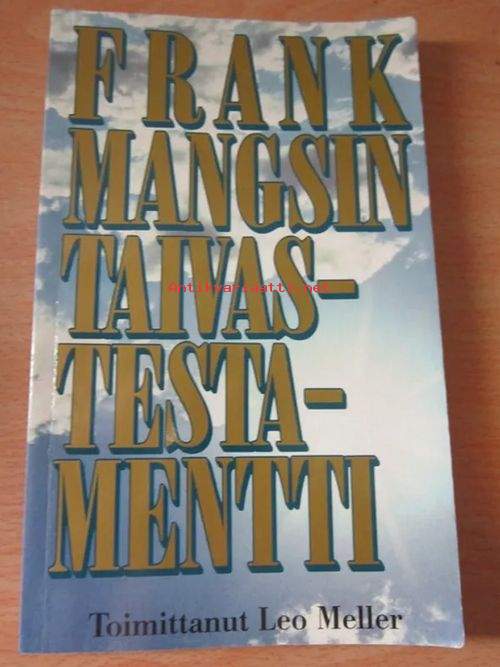 FRANK
MANGSIN
TAIVAS-
TESTA-
MENTTI
Toimittanut Leo Meller
Antikvariaatti.net